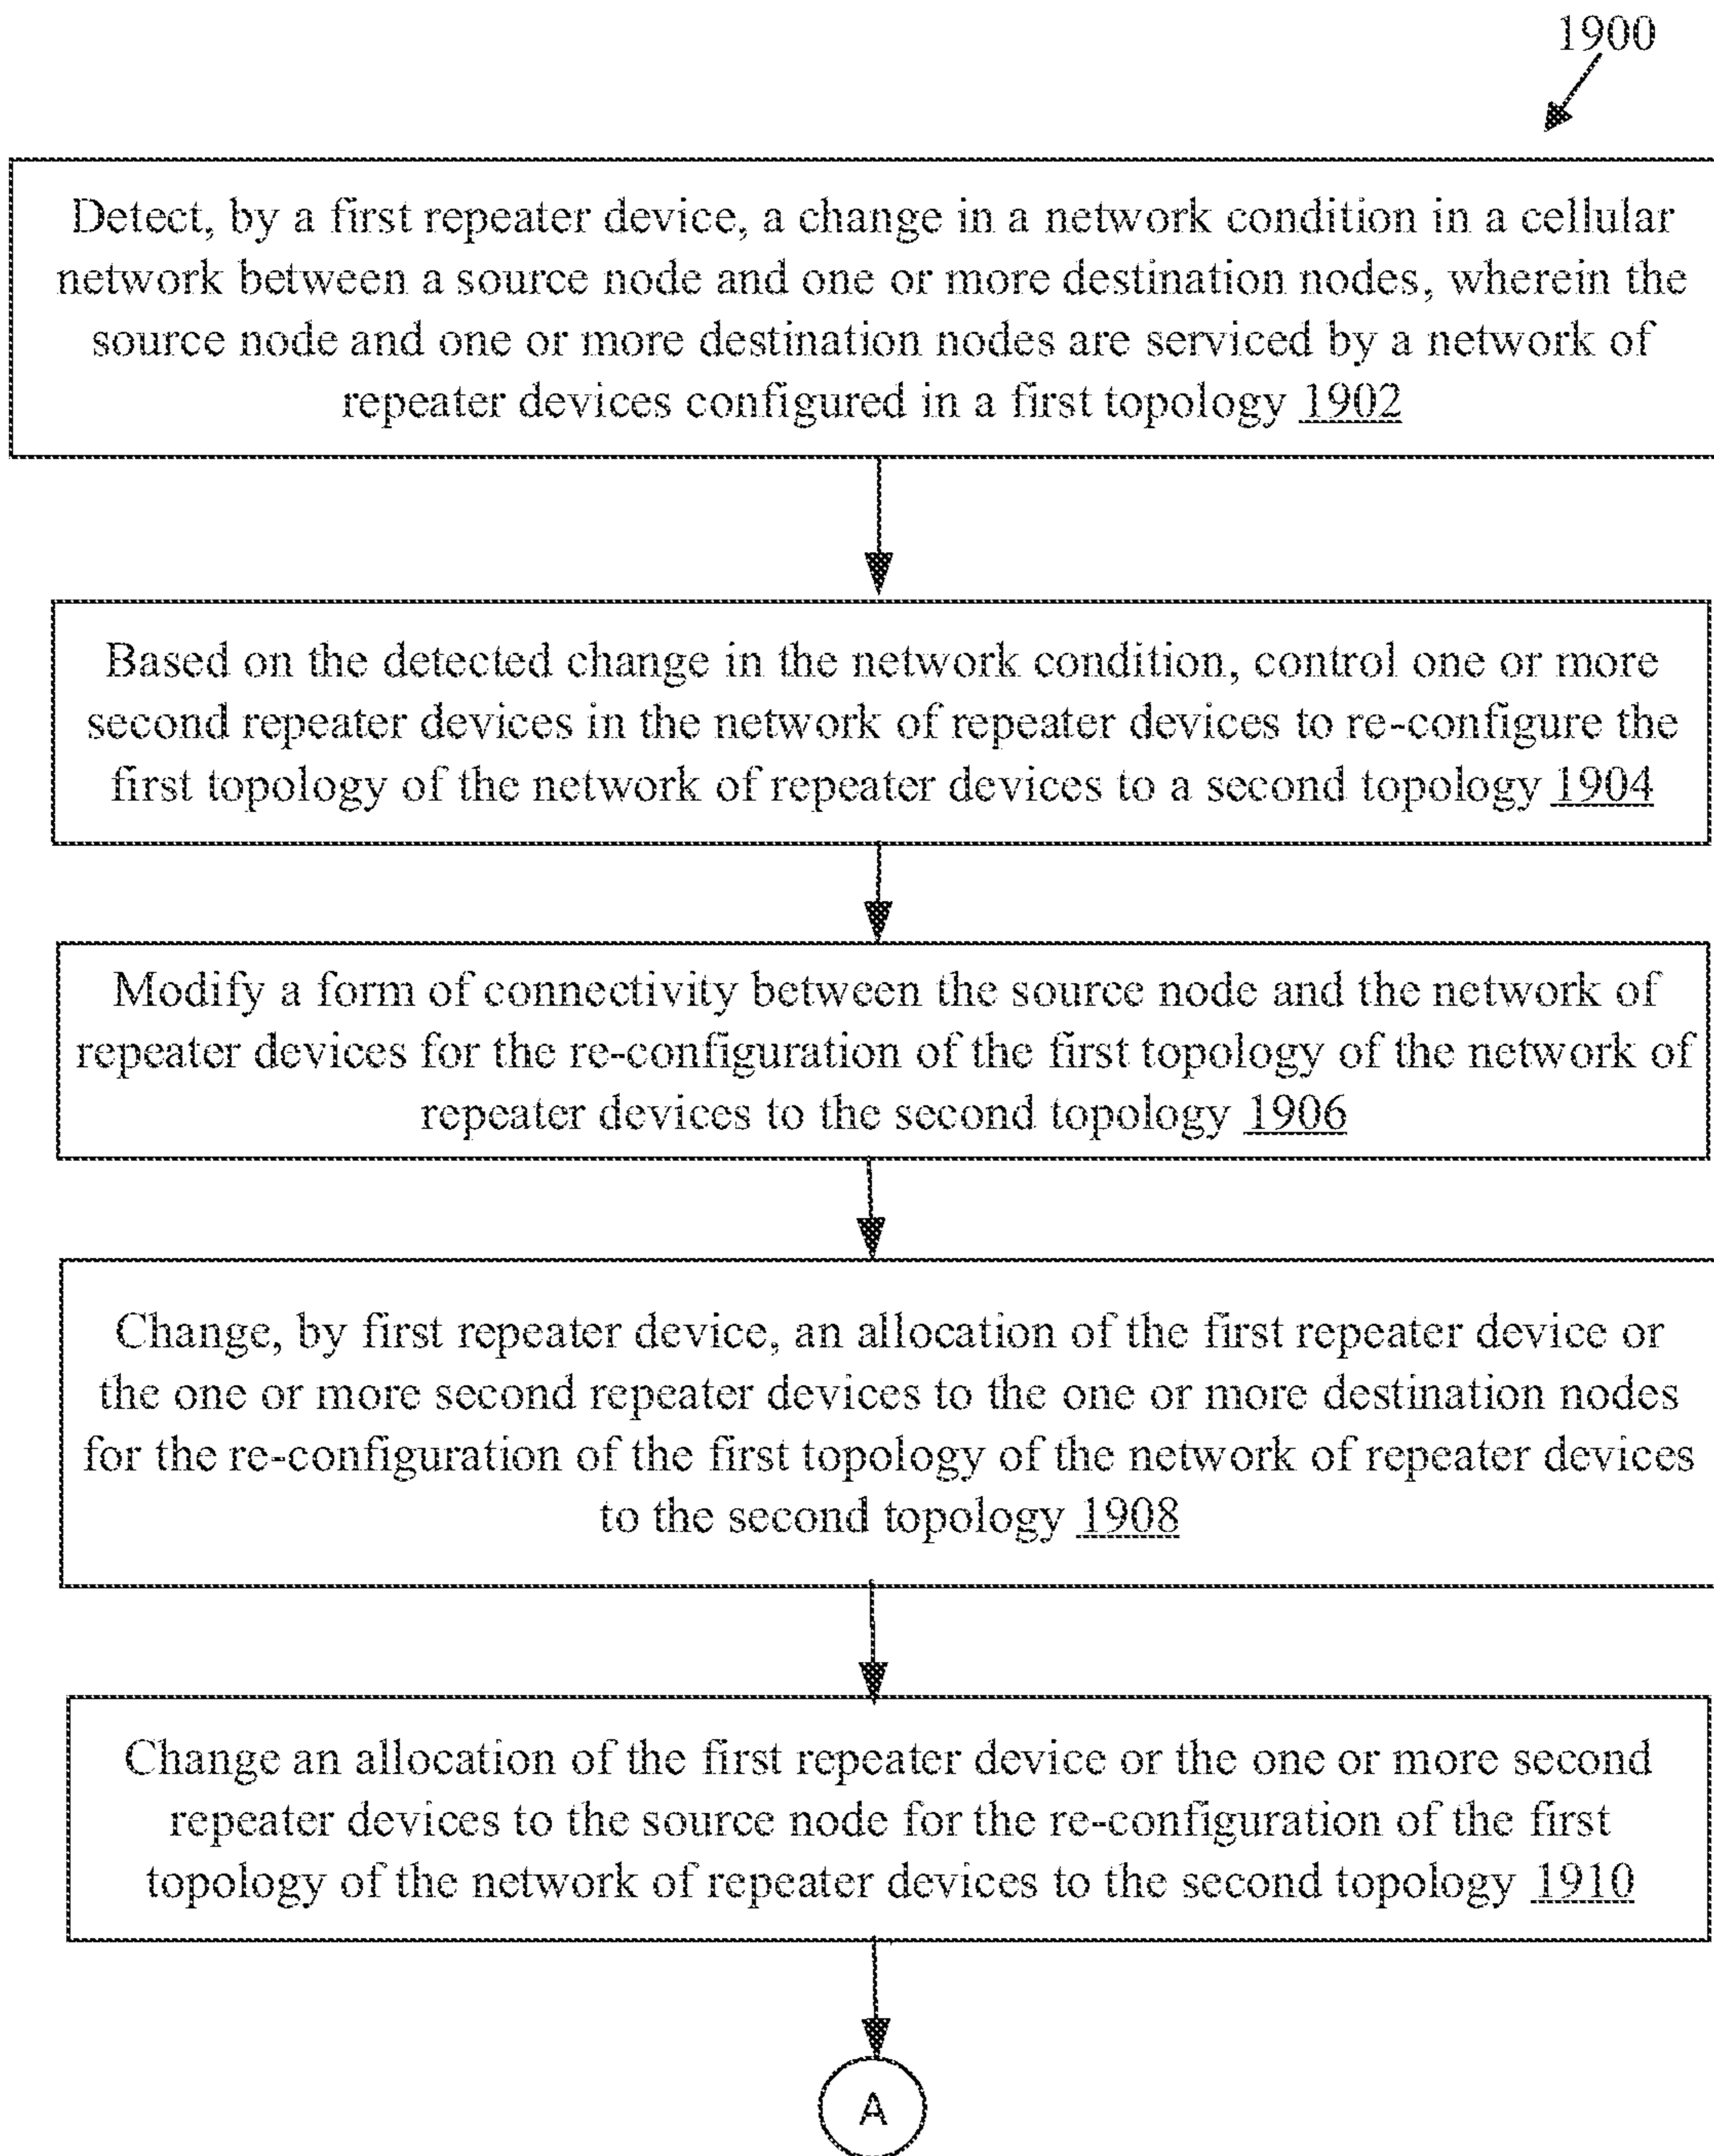 1900
Detect, by a first repeater device, a change in a network condition in a cellular
network between a source node and one or more destination nodes, wherein the
source node and one or more destination nodes are serviced by a network of
repeater devices configured in a first topology 1902
Based on the detected change in the network condition, control one or more
second repeater devices in the network of repeater devices to re-configure the
first topology of the network of repeater devices to a second topology 1904
Modify a form of connectivity between the source node and the network of
repeater devices for the re-configuration of the first topology of the network of
repeater devices to the second topology 1906
Change, by first repeater device, an allocation of the first repeater device or
the one or more second repeater devices to the one or more destination nodes
for the re-configuration of the first topology of the network of repeater devices
to the second topology 1908
Change an allocation of the first repeater device or the one or more second
repeater devices to the source node for the re-configuration of the first
topology of the network of repeater devices to the second topology 1910
A